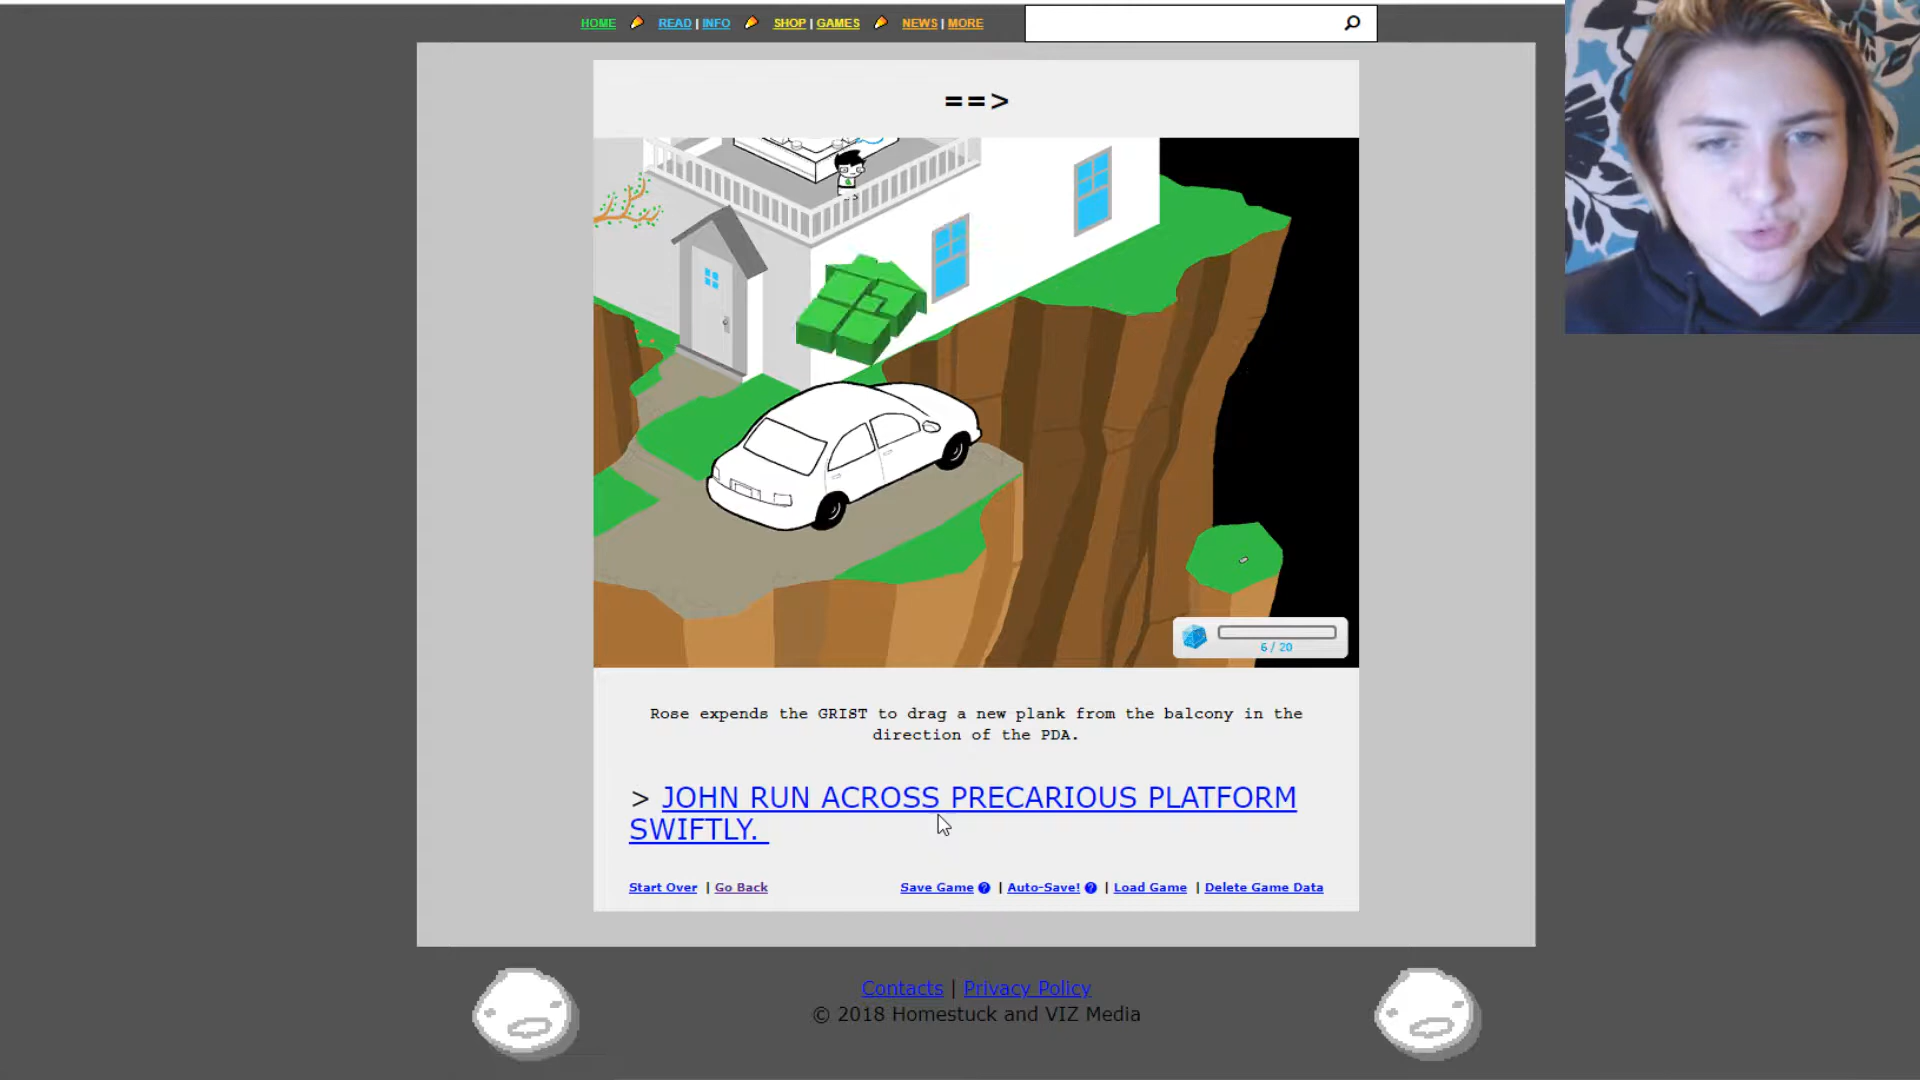 HOME READ | INFO SHOP | GAMES NEWS | MORE
==>
6 / 20
Rose expends the GRIST to drag a new plank from the balcony in the
direction of the PDA.
> JOHN RUN ACROSS PRECARIOUS PLATFORM
SWIFTLY.
Start Over | Go Back Save Game ? | Auto-Save! ? | Load Game | Delete Game Data
Contacts | Privacy Policy
© 2018 Homestuck and VIZ Media